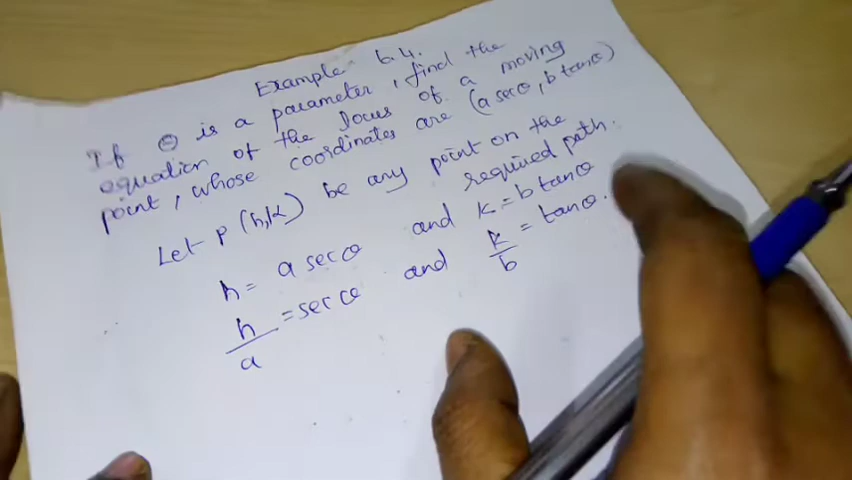 Example 6.4.
If θ is a parameter, find the
equation of the locus of a moving
point, whose coordinates are (a secθ, b tanθ)
Let P(h,k) be any point on the
required path.
h = a secθ and k = b tanθ
h/a = secθ and k/b = tanθ.